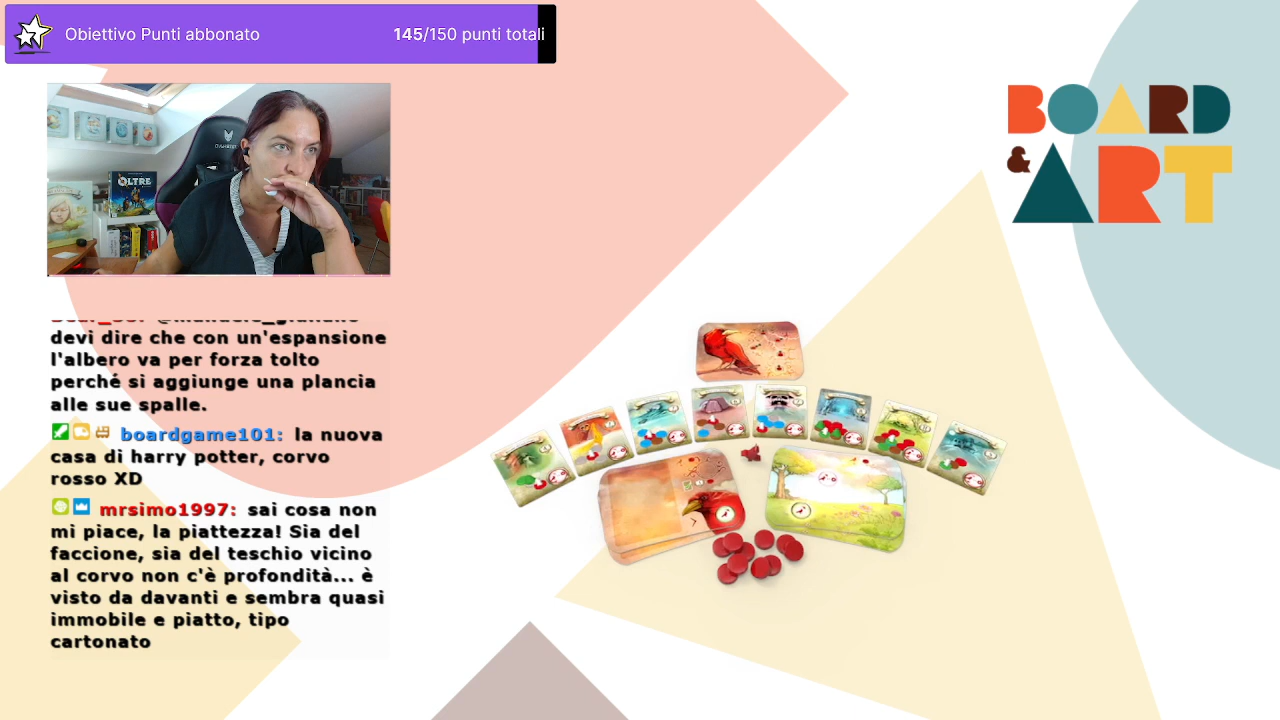 Obiettivo Punti abbonato
145/150 punti totali
BOARD
&ART
OLTRE
devi dire che con un'espansione
l'albero va per forza tolto
perché si aggiunge una plancia
alle sue spalle.
boardgame101: la nuova
casa di harry potter, corvo
rosso XD
mrsimo1997: sai cosa non
mi piace, la piattezza! Sia del
faccione, sia del teschio vicino
al corvo non c'è profondità... è
visto da davanti e sembra quasi
immobile e piatto, tipo
cartonato